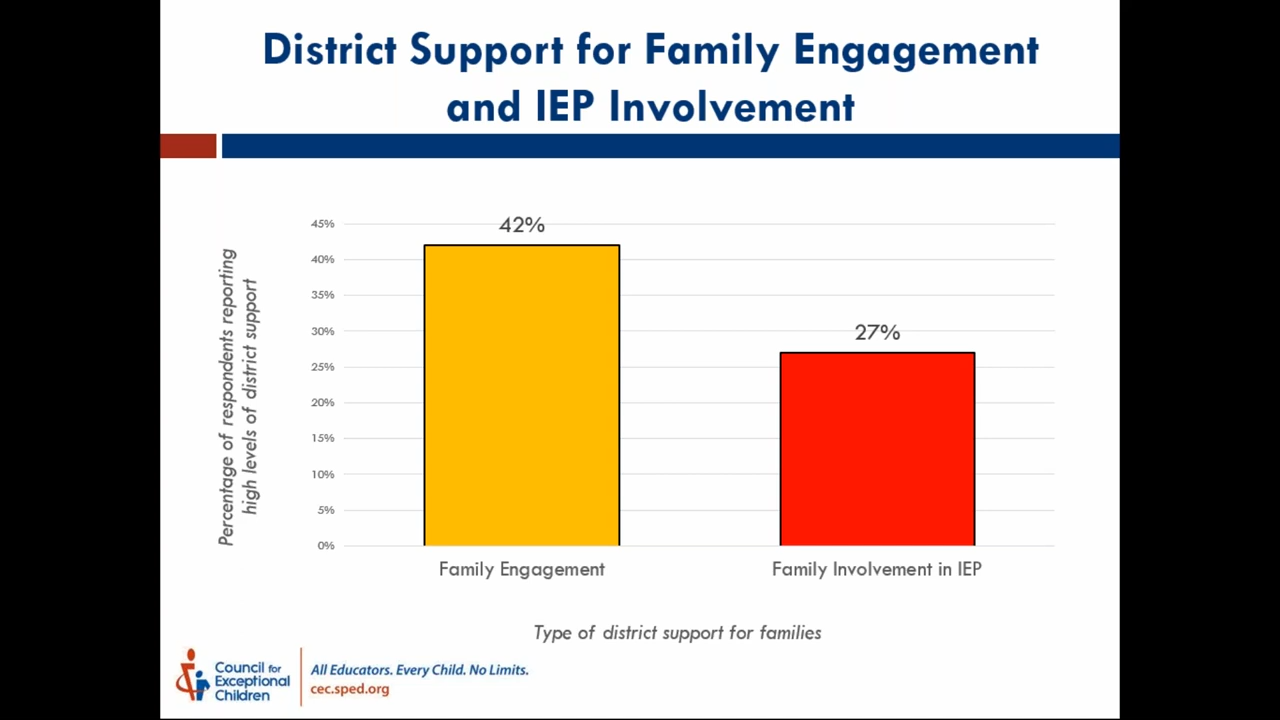 District Support for Family Engagement
and IEP Involvement
Percentage of respondents reporting
high levels of district support
45%
40%
35%
30%
25%
20%
15%
10%
5%
0%
42%
27%
Family Engagement
Family Involvement in IEP
Type of district support for families
Council for
Exceptional
Children
All Educators. Every Child. No Limits.
cec.sped.org